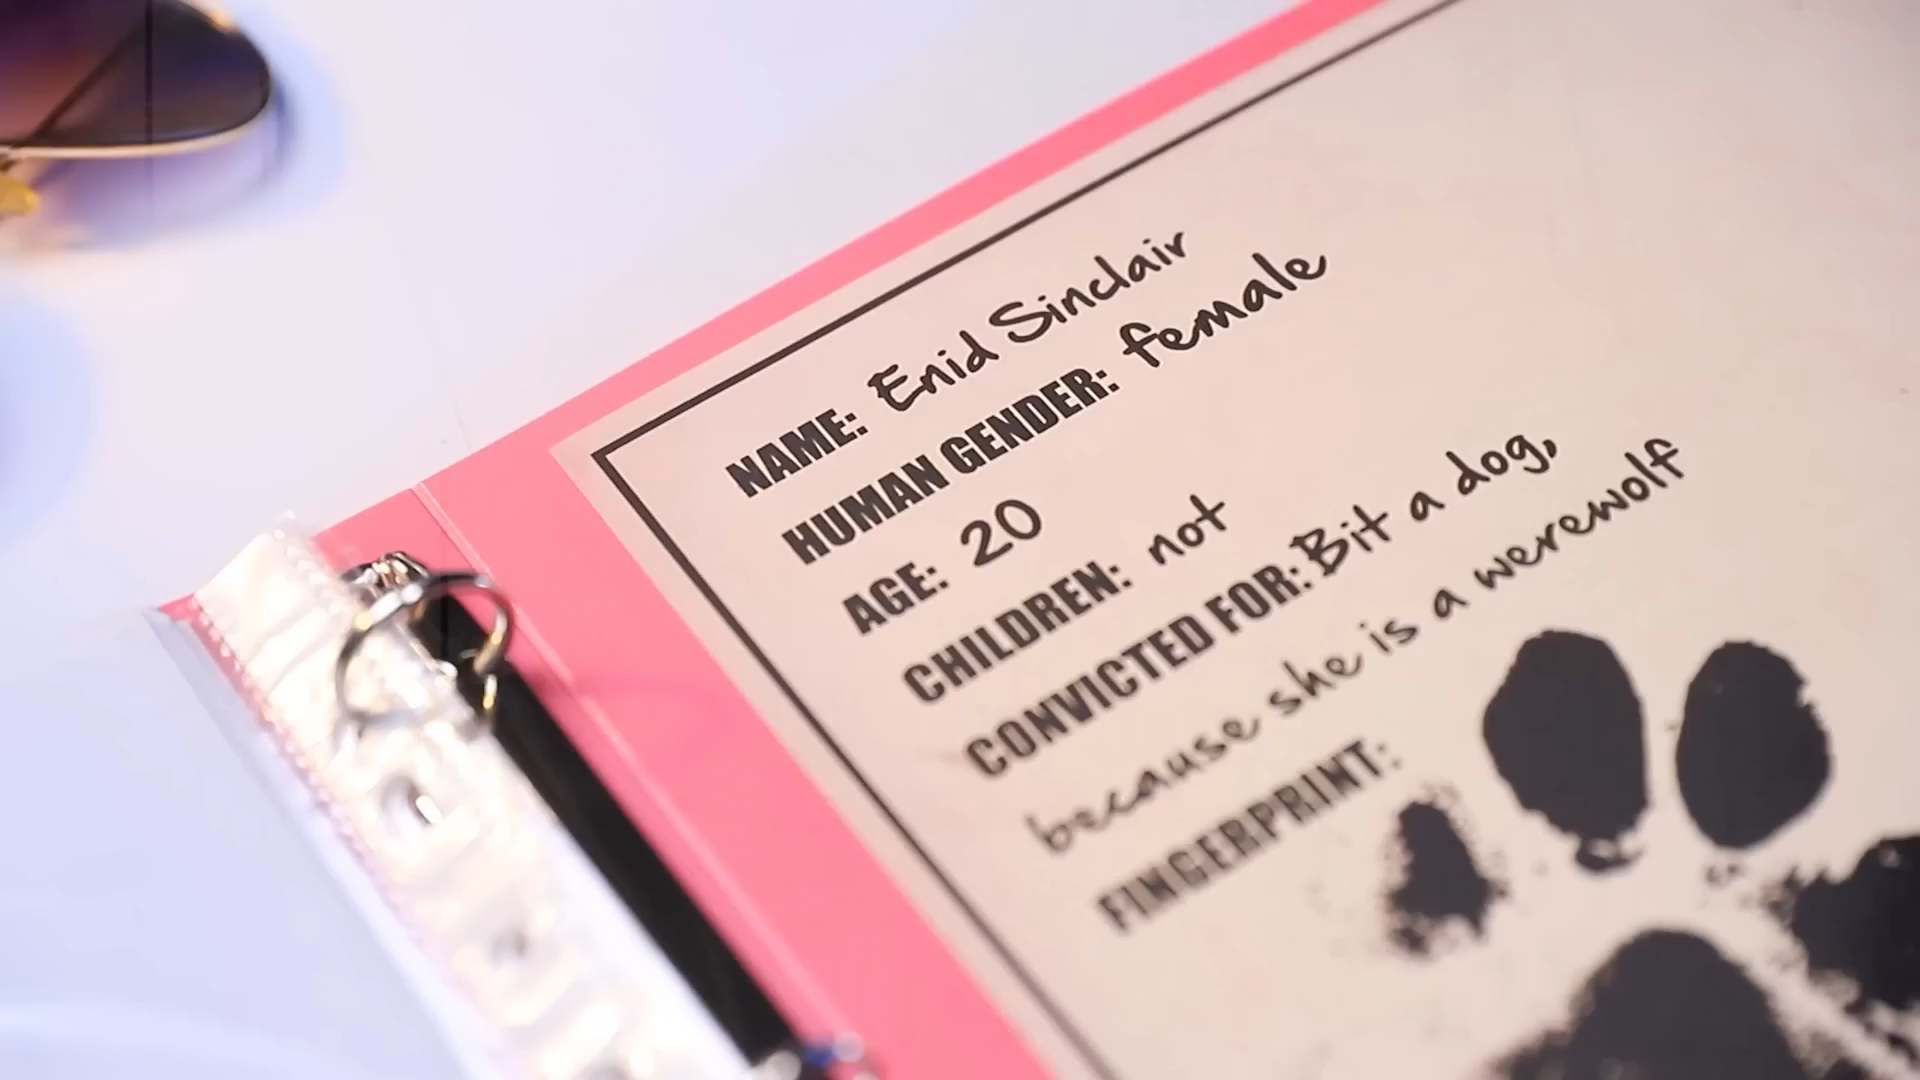 NAME: Enid Sinclair
HUMAN GENDER: female
AGE: 20
CHILDREN: not
CONVICTED FOR: Bit a dog,
because she is a werewolf
FINGERPRINT: